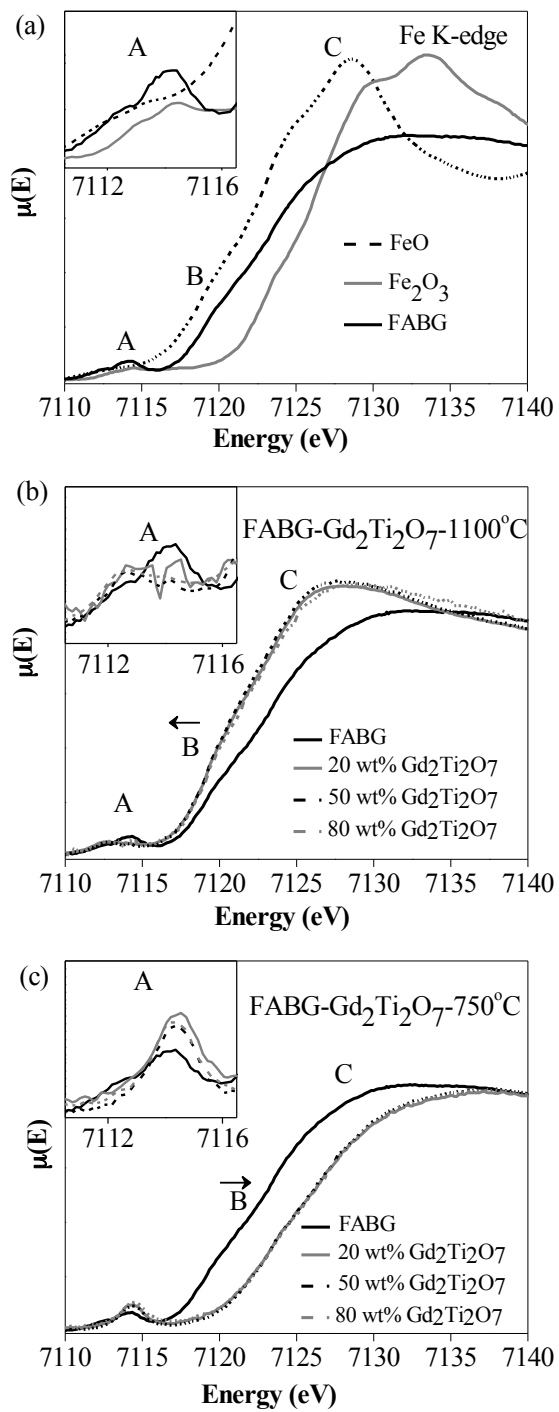 (a)
A
C
Fe K-edge
7112 7116
μ(E)
B
A
FeO
Fe2O3
FABG
7110 7115 7120 7125 7130 7135 7140
Energy (eV)
(b)
A
FABG-Gd2Ti2O7-1100°C
7112 7116
C
μ(E)
B
A
FABG
20 wt% Gd2Ti2O7
50 wt% Gd2Ti2O7
80 wt% Gd2Ti2O7
7110 7115 7120 7125 7130 7135 7140
Energy (eV)
(c)
A
FABG-Gd2Ti2O7-750°C
7112 7116
C
μ(E)
B
FABG
20 wt% Gd2Ti2O7
50 wt% Gd2Ti2O7
80 wt% Gd2Ti2O7
7110 7115 7120 7125 7130 7135 7140
Energy (eV)